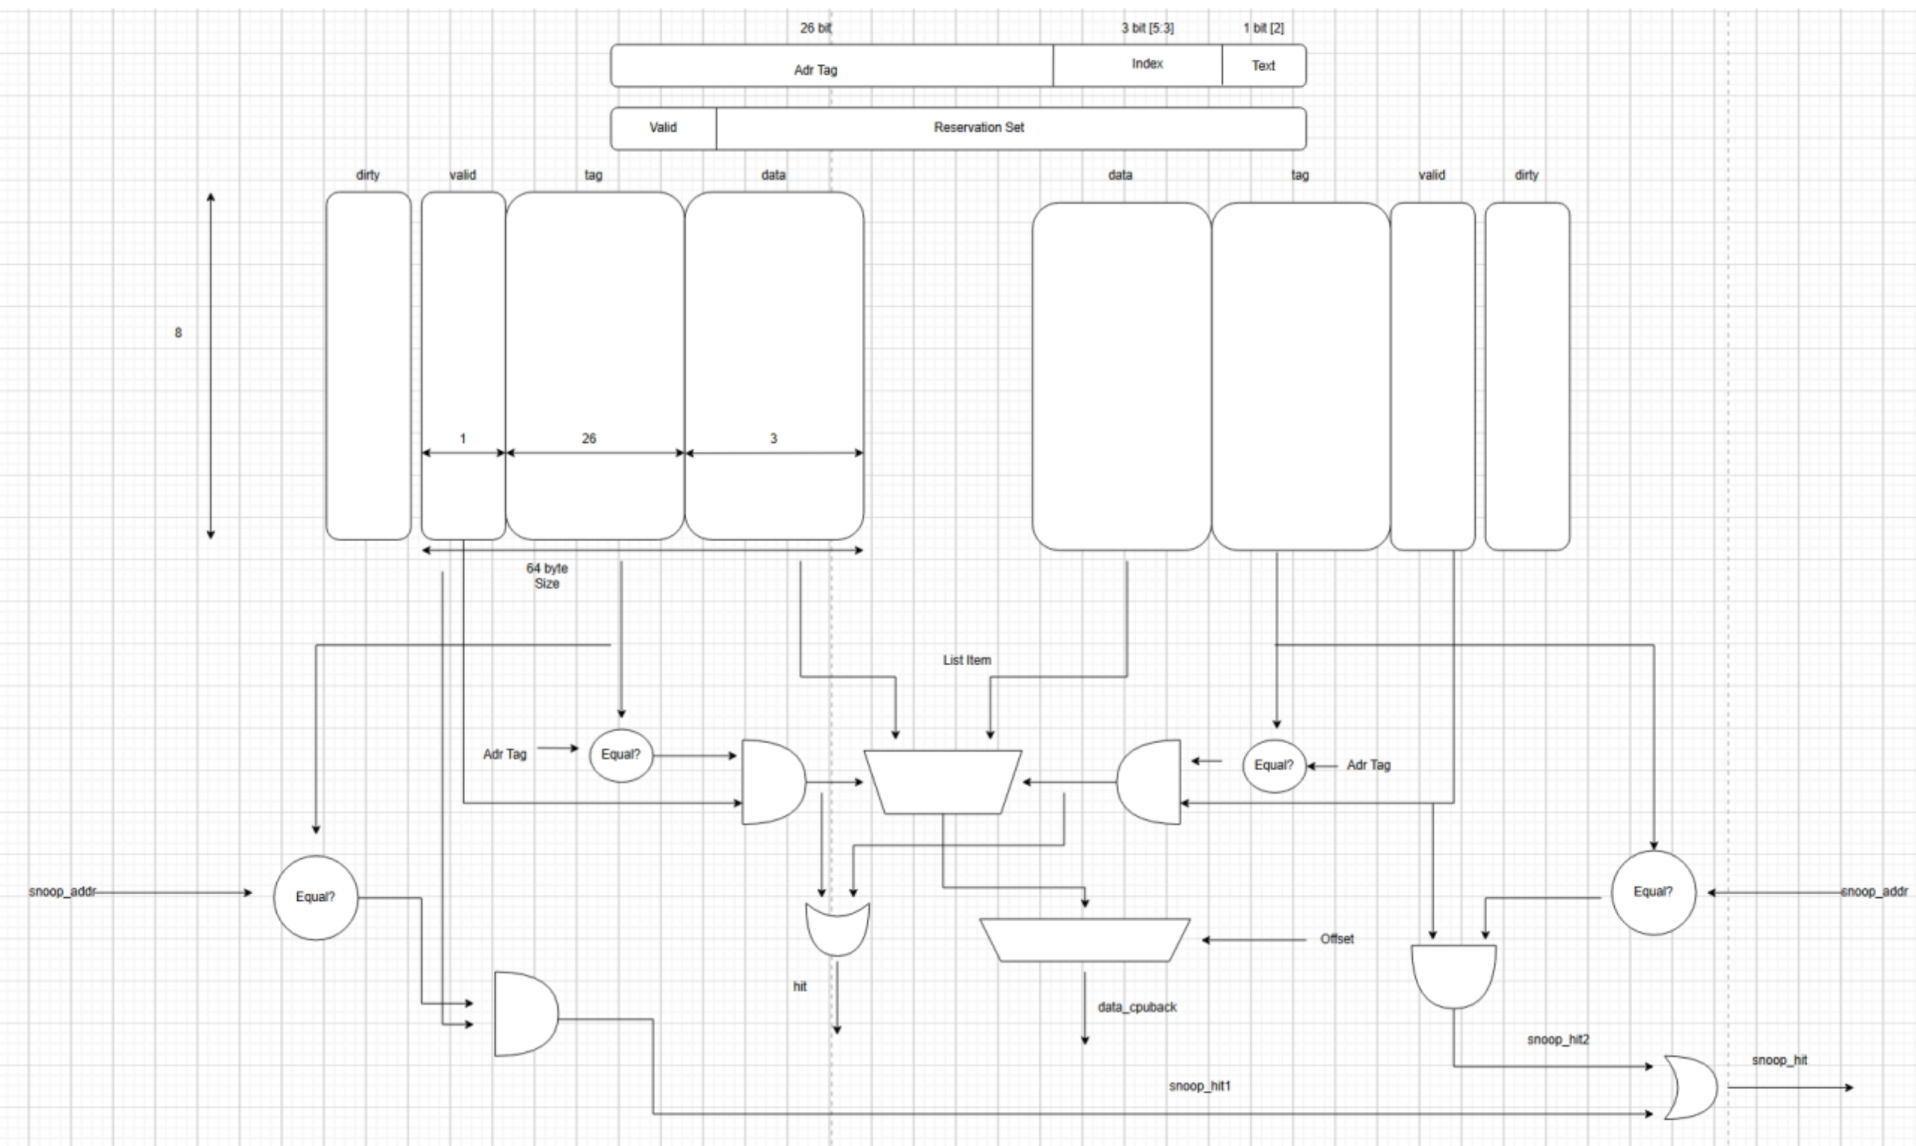 26 bit
3 bit [5:3]
1 bit [2]
Adr Tag
Index
Text
Valid
Reservation Set
dirty
valid
tag
data
data
tag
valid
dirty
8
1
26
3
64 byte
Size
List Item
Adr Tag
Equal?
Equal?
Adr Tag
snoop_addr
Equal?
Equal?
snoop_addr
Offset
hit
data_cpuback
snoop_hit2
snoop_hit
snoop_hit1